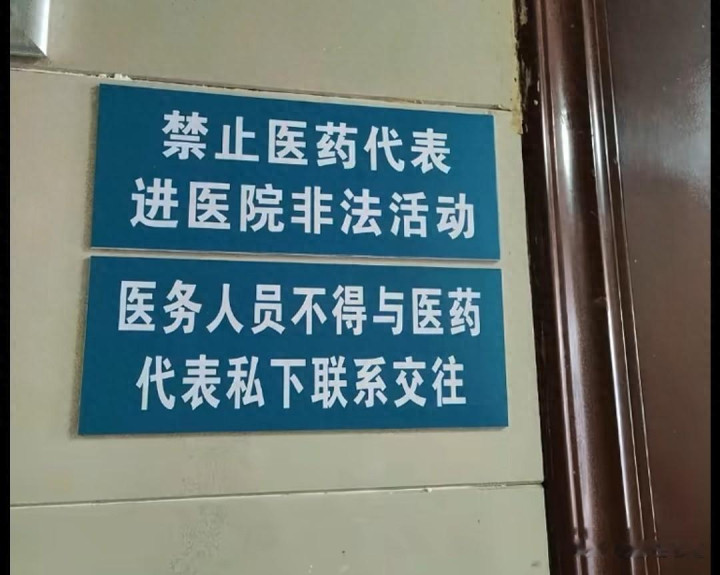 禁止医药代表
进医院非法活动
医务人员不得与医药
代表私下联系交往